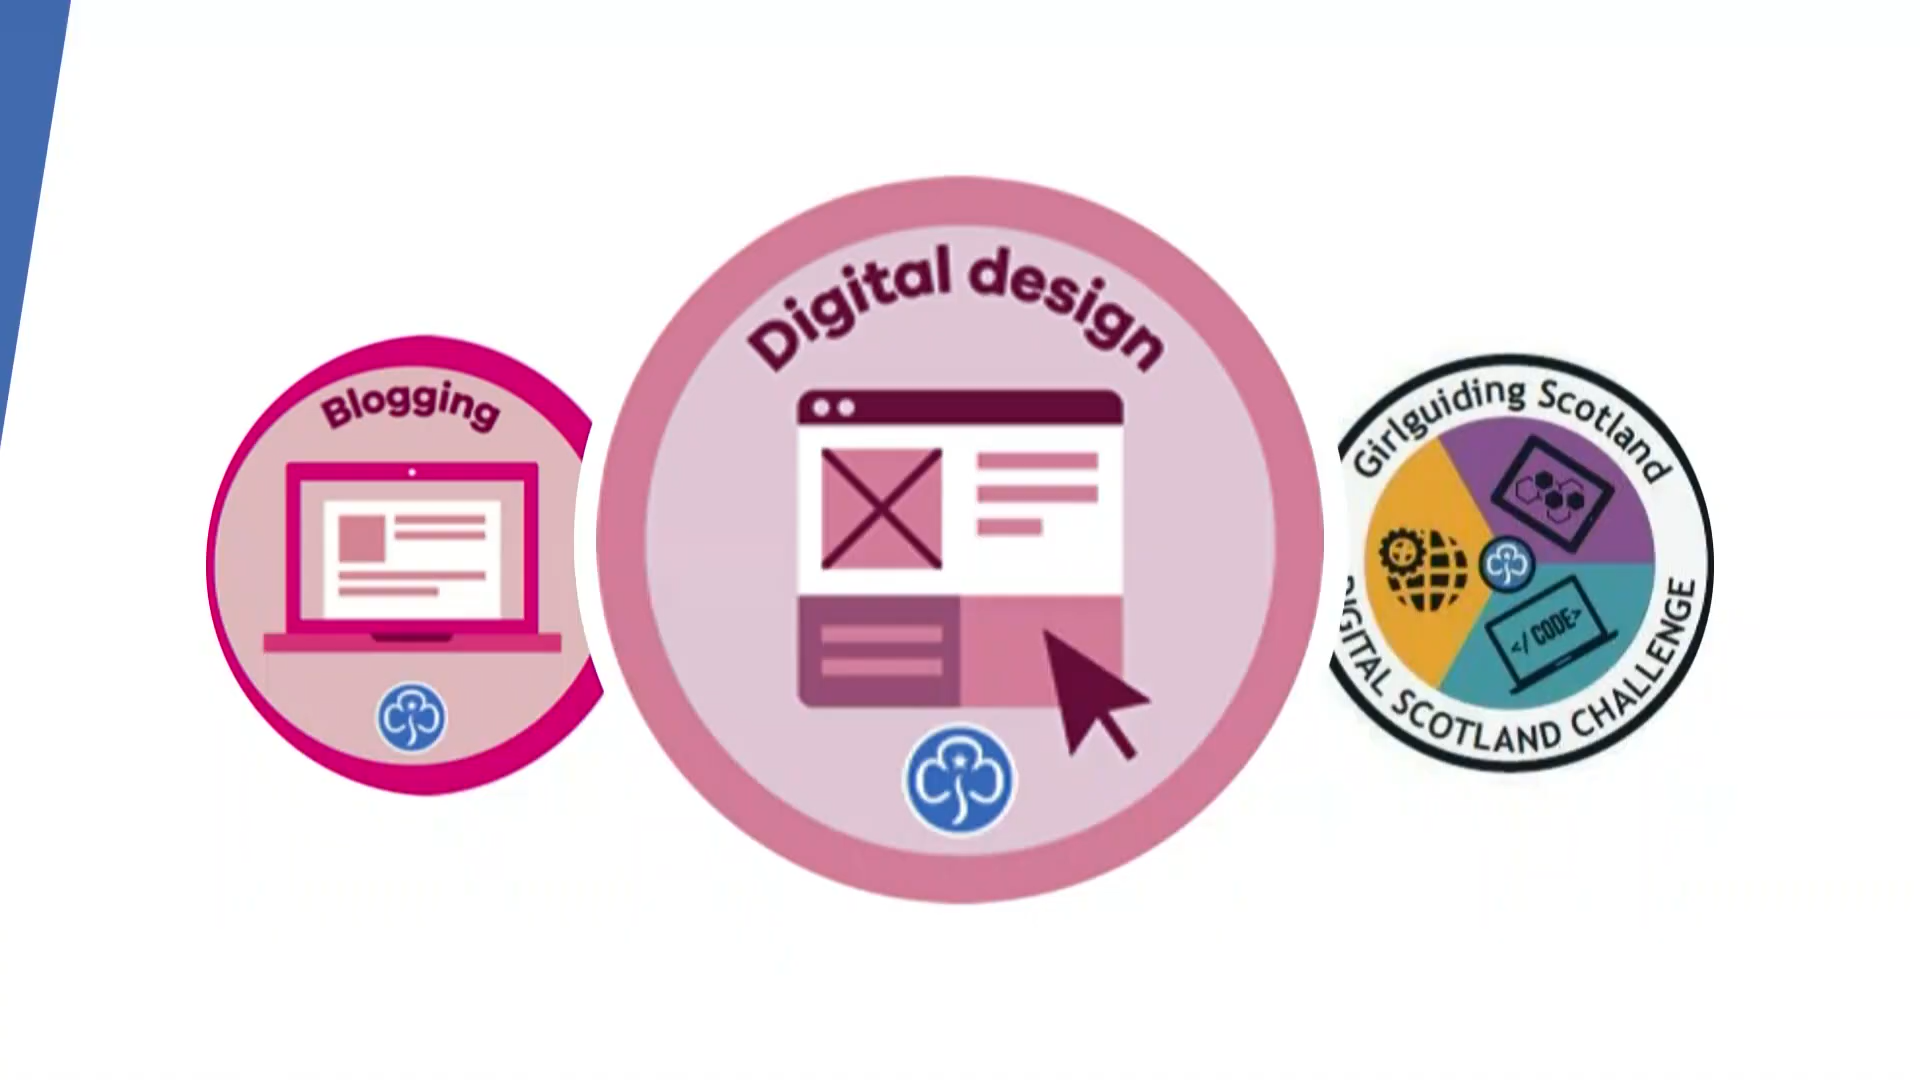 Blogging
Digital design
Girlguiding Scotland
</ CODE>
DIGITAL SCOTLAND CHALLENGE